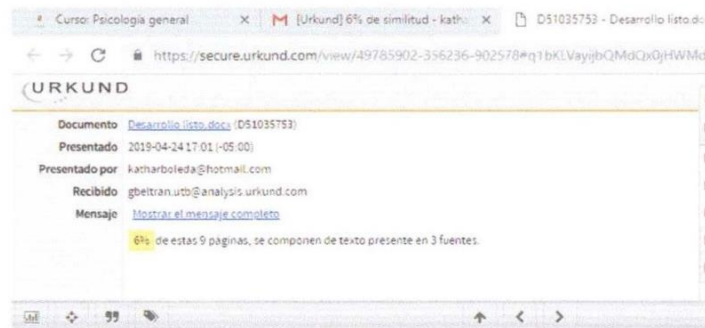 Curso: Psicología general
[Urkund] 6% de similitud - kath
D51035753 - Desarrollo listo.do
https://secure.urkund.com/view/49785902-356236-902578#q1bKLVayijbQMdQx0jHWMd
URKUND
Documento Desarrollo listo.docx (D51035753)
Presentado 2019-04-24 17:01 (-05:00)
Presentado por katharboleda@hotmail.com
Recibido gbeltran.utb@analysis.urkund.com
Mensaje Mostrar el mensaje completo
6% de estas 9 páginas, se componen de texto presente en 3 fuentes.